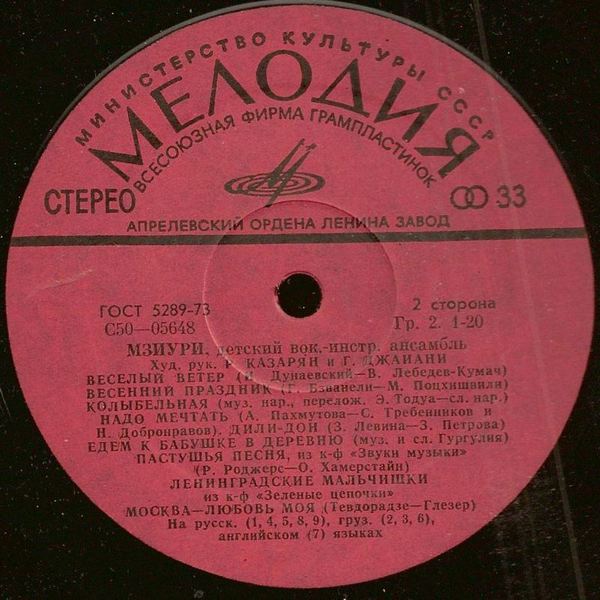 МИНИСТЕРСТВО КУЛЬТУРЫ СССР
МЕЛОДИЯ
ВСЕСОЮЗНАЯ ФИРМА ГРАМПЛАСТИНОК
СТЕРЕО
33
АПРЕЛЕВСКИЙ ОРДЕНА ЛЕНИНА ЗАВОД
ГОСТ 5289-73
2 сторона
С50—05648
Гр. 2. 1-20
МЗИУРИ, детский вок.-инстр. ансамбль
Худ. рук. Р. КАЗАРЯН и Г. ДЖАИАНИ
ВЕСЕЛЫЙ ВЕТЕР (И. Дунаевский—В. Лебедев-Кумач)
ВЕСЕННИЙ ПРАЗДНИК (Г. Бзванели—М. Поцхишвили)
КОЛЫБЕЛЬНАЯ (муз. нар., перелож. Э. Тодуа—сл. нар.)
НАДО МЕЧТАТЬ (А. Пахмутова—С. Гребенников и
Н. Добронравов). ДИЛИ-ДОН (З. Левина—З. Петрова)
ЕДЕМ К БАБУШКЕ В ДЕРЕВНЮ (муз. и сл. Гургулия)
ПАСТУШЬЯ ПЕСНЯ, из к-ф «Звуки музыки»
(Р. Роджерс—О. Хамерстайн)
ЛЕНИНГРАДСКИЕ МАЛЬЧИШКИ
из к-ф «Зеленые цепочки»
МОСКВА—ЛЮБОВЬ МОЯ (Тевдорадзе—Глезер)
На русск. (1, 4, 5, 8, 9), груз. (2, 3, 6),
английском (7) языках